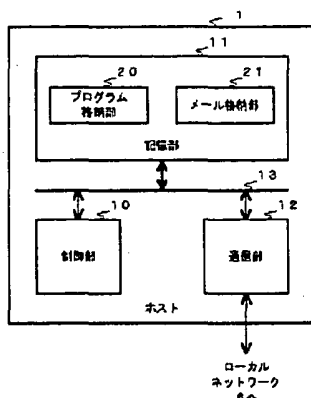 1
11
20
21
プログラム
格納部
メール格納部
記憶部
13
10
12
制御部
通信部
ホスト
ローカル
ネットワーク